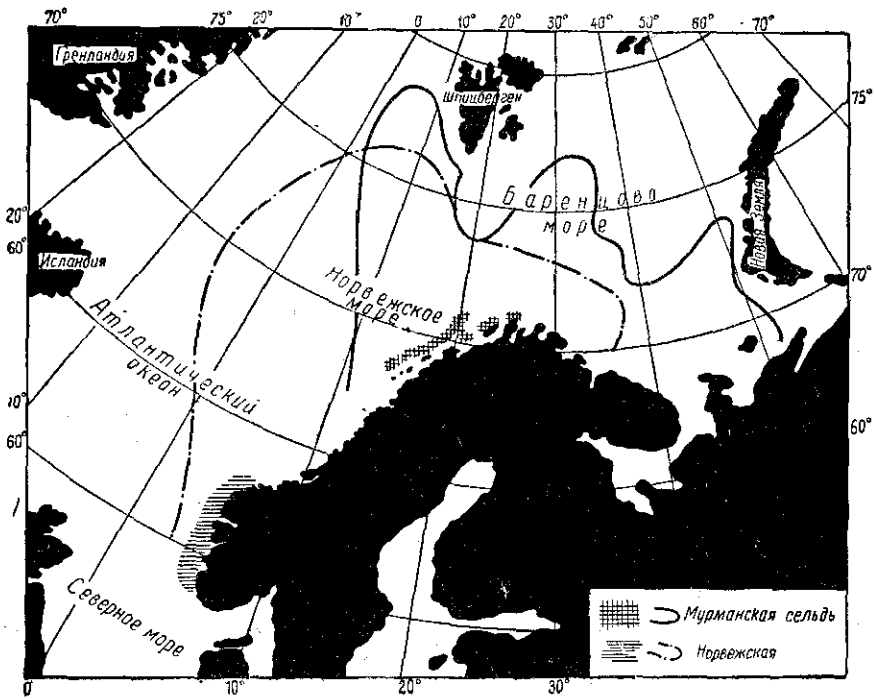 70° 75° 20° 10° 0 10° 20° 30° 40° 50° 60° 70°
Гренландия
Шпицберген
75°
Баренцово
море
Новая Земля
20°
60°
Исландия
70°
Норвежское
море
Атлантический
океан
10°
60°
60°
Северное море
Мурманская сельдь
Норвежская
0° 10° 20° 30°